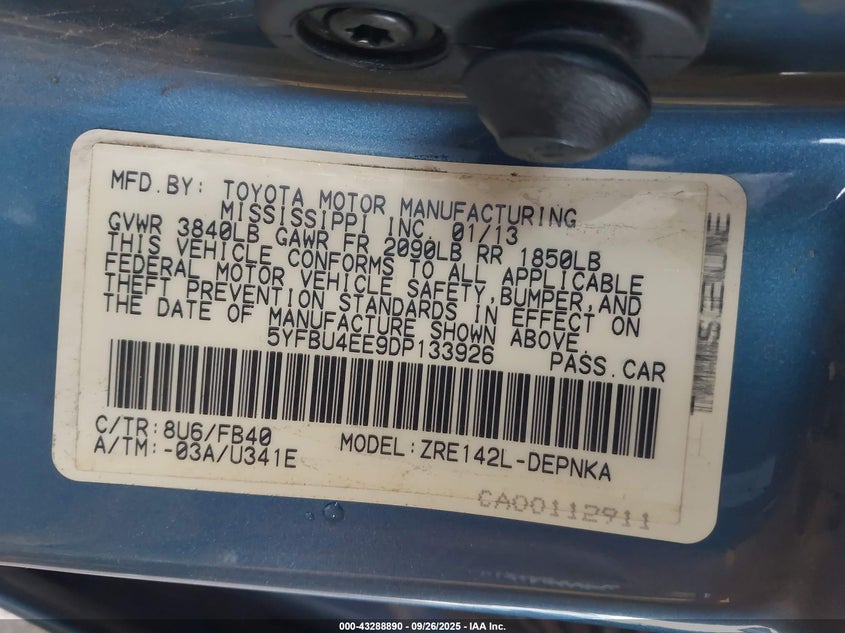 MFD.BY: TOYOTA MOTOR MANUFACTURING
MISSISSIPPI INC. 01/13
GVWR 3840LB GAWR FR 2090LB RR 1850LB
THIS VEHICLE CONFORMS TO ALL APPLICABLE
FEDERAL MOTOR VEHICLE SAFETY,BUMPER,AND
THEFT PREVENTION STANDARDS IN EFFECT ON
THE DATE OF MANUFACTURE SHOWN ABOVE.
5YFBU4EE9DP133926 PASS.CAR
C/TR:8U6/FB40 MODEL:ZRE142L-DEPNKA
A/TM:-03A/U341E
CA00112911
000-43288890 - 09/26/2025 - IAA Inc.